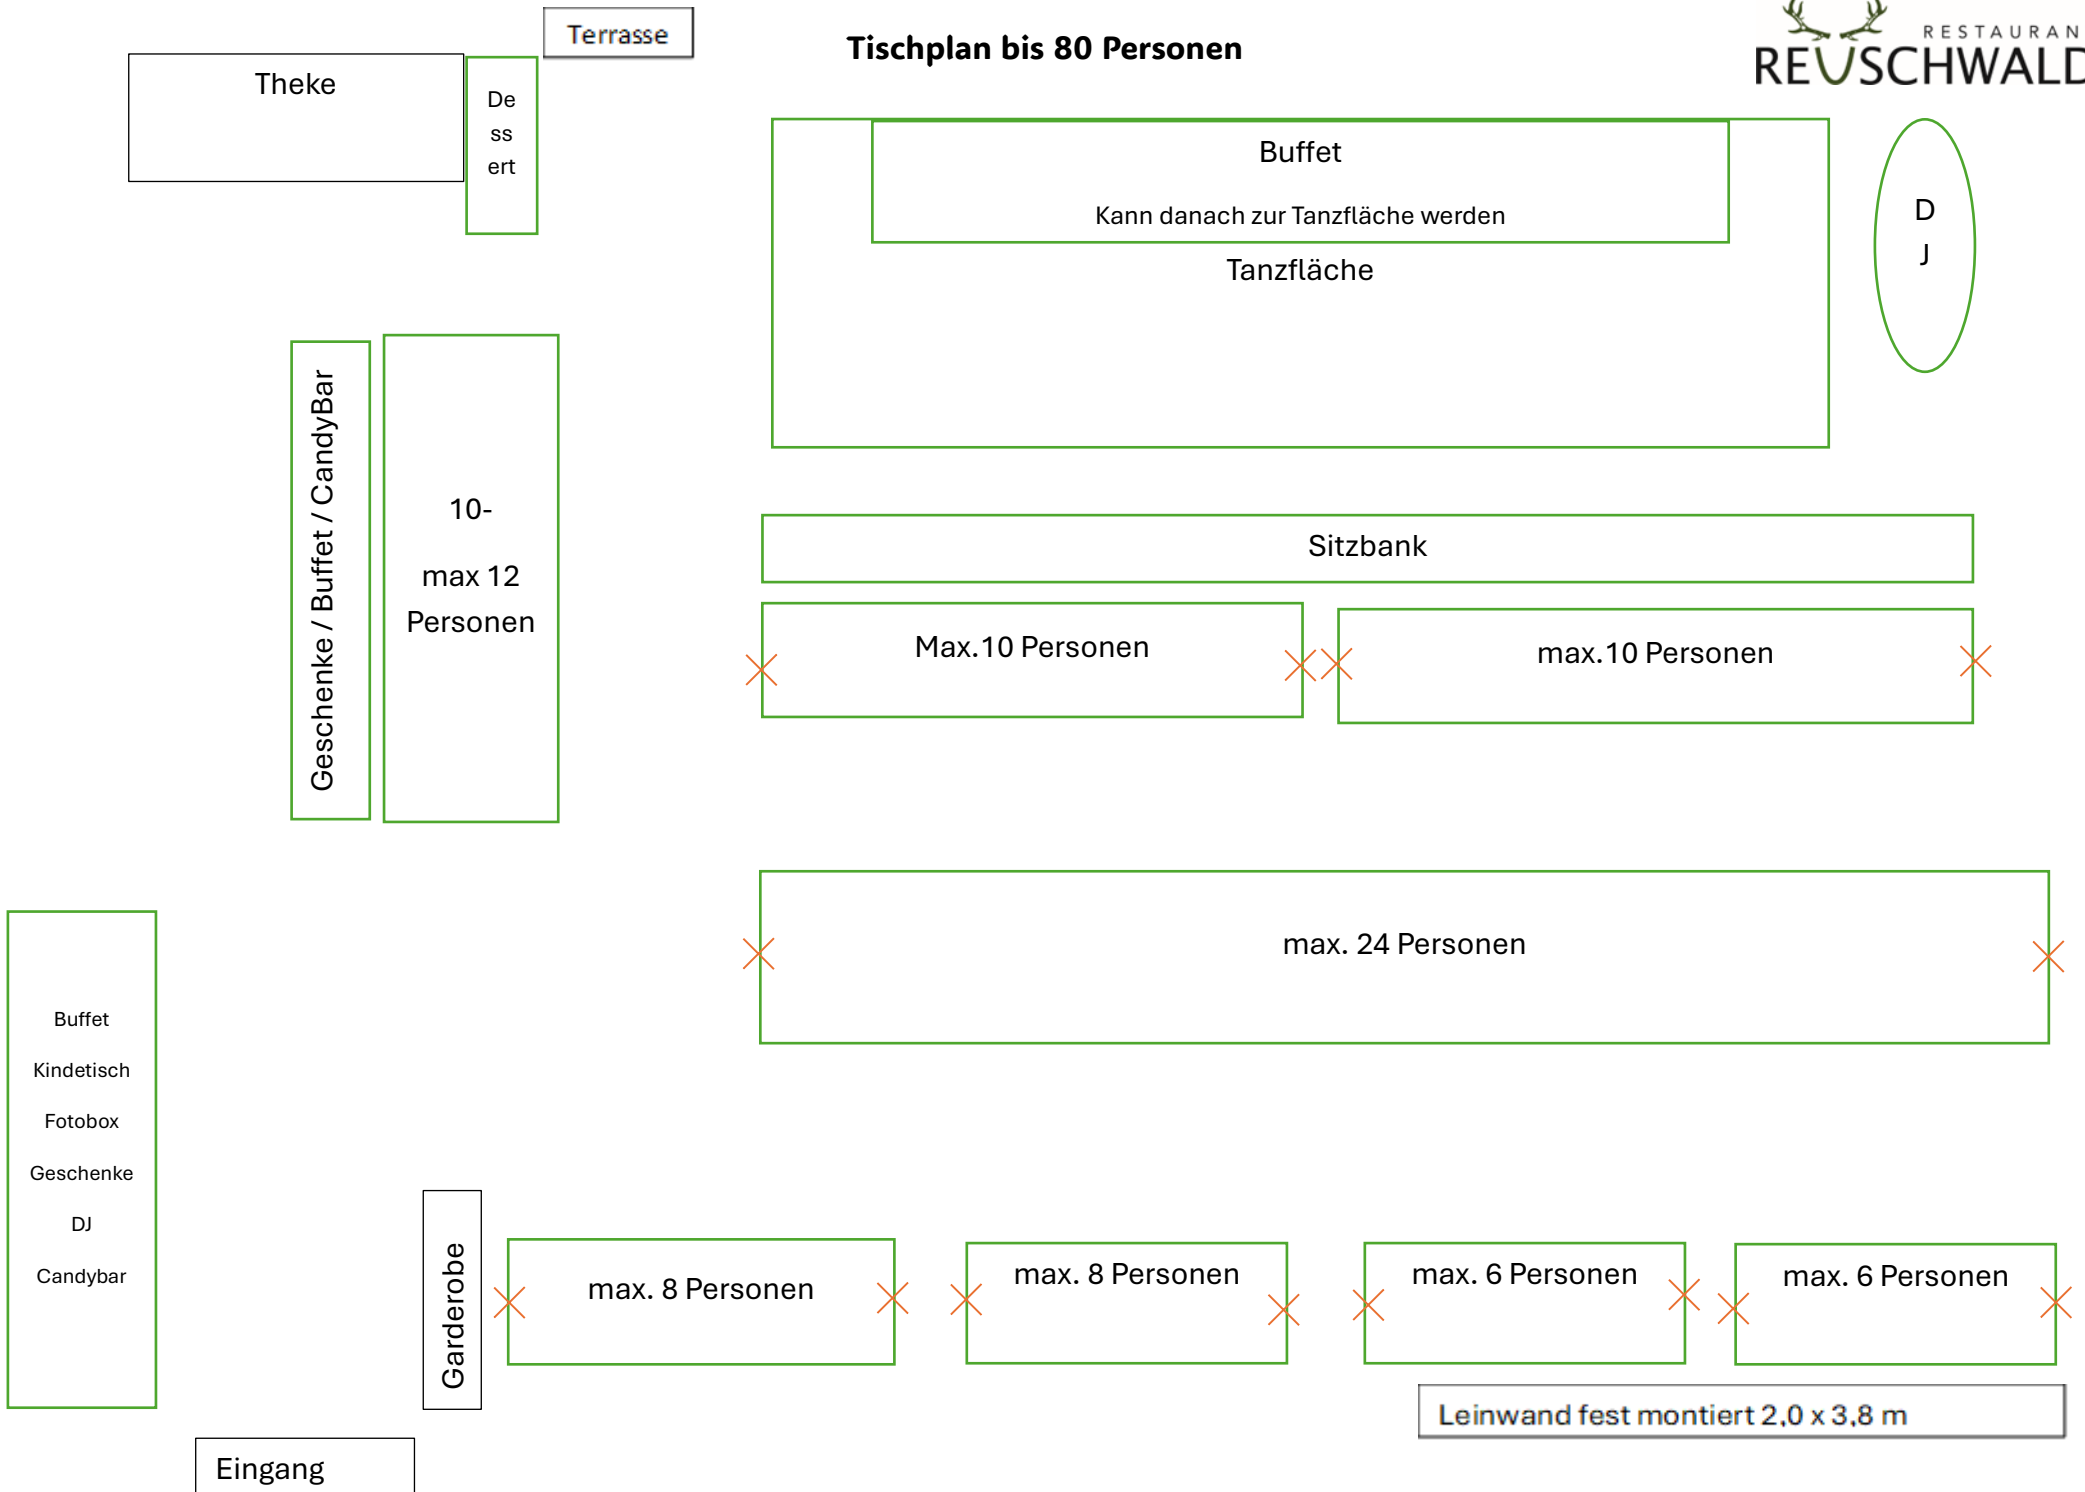 Terrasse
Tischplan bis 80 Personen
RESTAURAN
REUSCHWALD
Theke
De
ss
ert
Buffet
Kann danach zur Tanzfläche werden
Tanzfläche
D
J
Geschenke / Buffet / CandyBar
10-
max 12
Personen
Sitzbank
Max.10 Personen
max.10 Personen
max. 24 Personen
Buffet
Kindetisch
Fotobox
Geschenke
DJ
Candybar
Garderobe
max. 8 Personen
max. 8 Personen
max. 6 Personen
max. 6 Personen
Leinwand fest montiert 2,0 x 3,8 m
Eingang